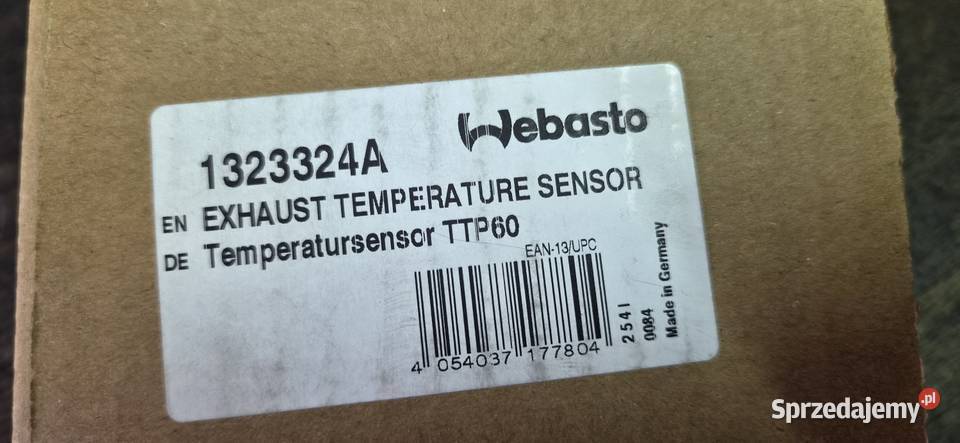 Webasto
1323324A
EN EXHAUST TEMPERATURE SENSOR
DE Temperatursensor TTP60
EAN-13/UPC
4 054037 177804
254I
0084
Made in Germany
Sprzedajemy.pl